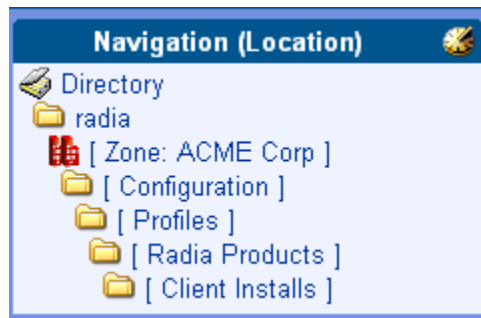 Navigation (Location)
Directory
radia
[ Zone: ACME Corp ]
[ Configuration ]
[ Profiles ]
[ Radia Products ]
[ Client Installs ]